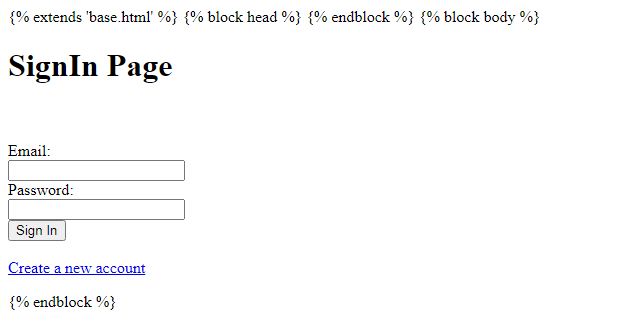 {% extends 'base.html' %} {% block head %} {% endblock %} {% block body %}
SignIn Page
Email:
Password:
Sign In
Create a new account
{% endblock %}